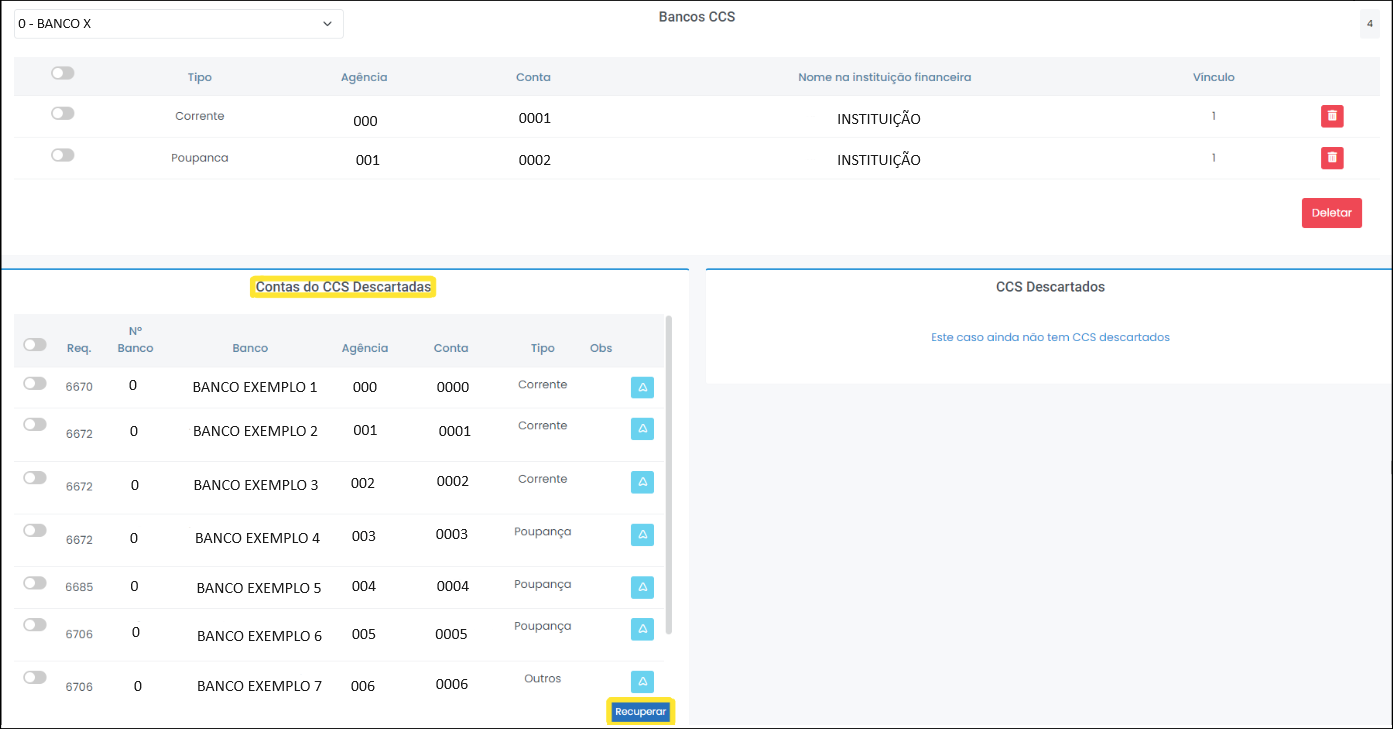 0 - BANCO X
Bancos CCS
4
Tipo Agência Conta Nome na instituição financeira Vínculo
Corrente 000 0001 INSTITUIÇÃO 1
Poupanca 001 0002 INSTITUIÇÃO 1
Deletar
Contas do CCS Descartadas
Req. Nº Banco Banco Agência Conta Tipo Obs
6670 0 BANCO EXEMPLO 1 000 0000 Corrente
6672 0 BANCO EXEMPLO 2 001 0001 Corrente
6672 0 BANCO EXEMPLO 3 002 0002 Corrente
6672 0 BANCO EXEMPLO 4 003 0003 Poupança
6685 0 BANCO EXEMPLO 5 004 0004 Poupança
6706 0 BANCO EXEMPLO 6 005 0005 Poupança
6706 0 BANCO EXEMPLO 7 006 0006 Outros
Recuperar
CCS Descartados
Este caso ainda não tem CCS descartados